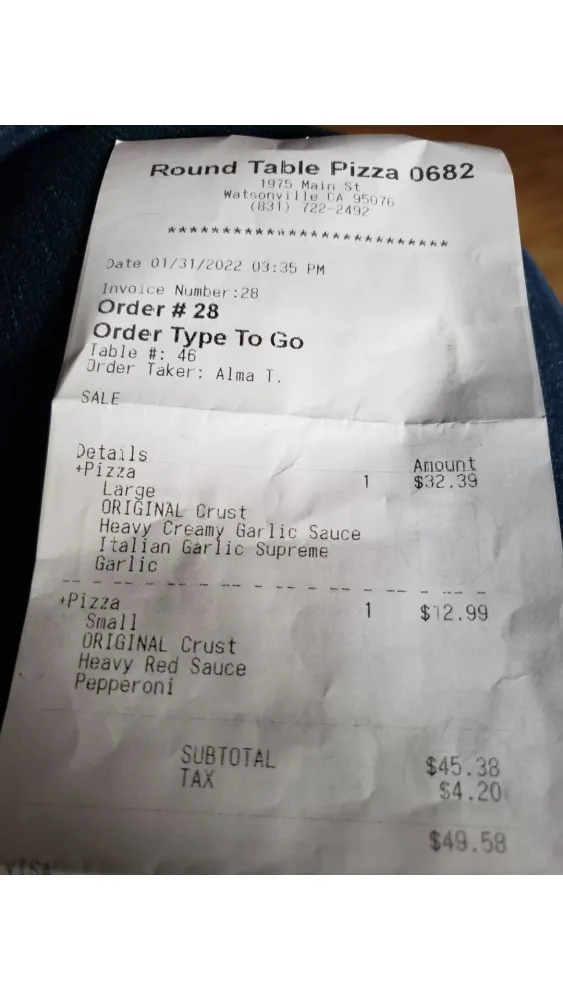 Round Table Pizza 0682
1975 Main St
Watsonville CA 95076
(831) 722-2492
**************************
Date 01/31/2022 03:35 PM
Invoice Number:28
Order # 28
Order Type To Go
Table #: 46
Order Taker: Alma T.
SALE
Details Amount
+Pizza 1 $32.39
Large
ORIGINAL Crust
Heavy Creamy Garlic Sauce
Italian Garlic Supreme
Garlic
+Pizza 1 $12.99
Small
ORIGINAL Crust
Heavy Red Sauce
Pepperoni
SUBTOTAL $45.38
TAX $4.20
$49.58
VISA